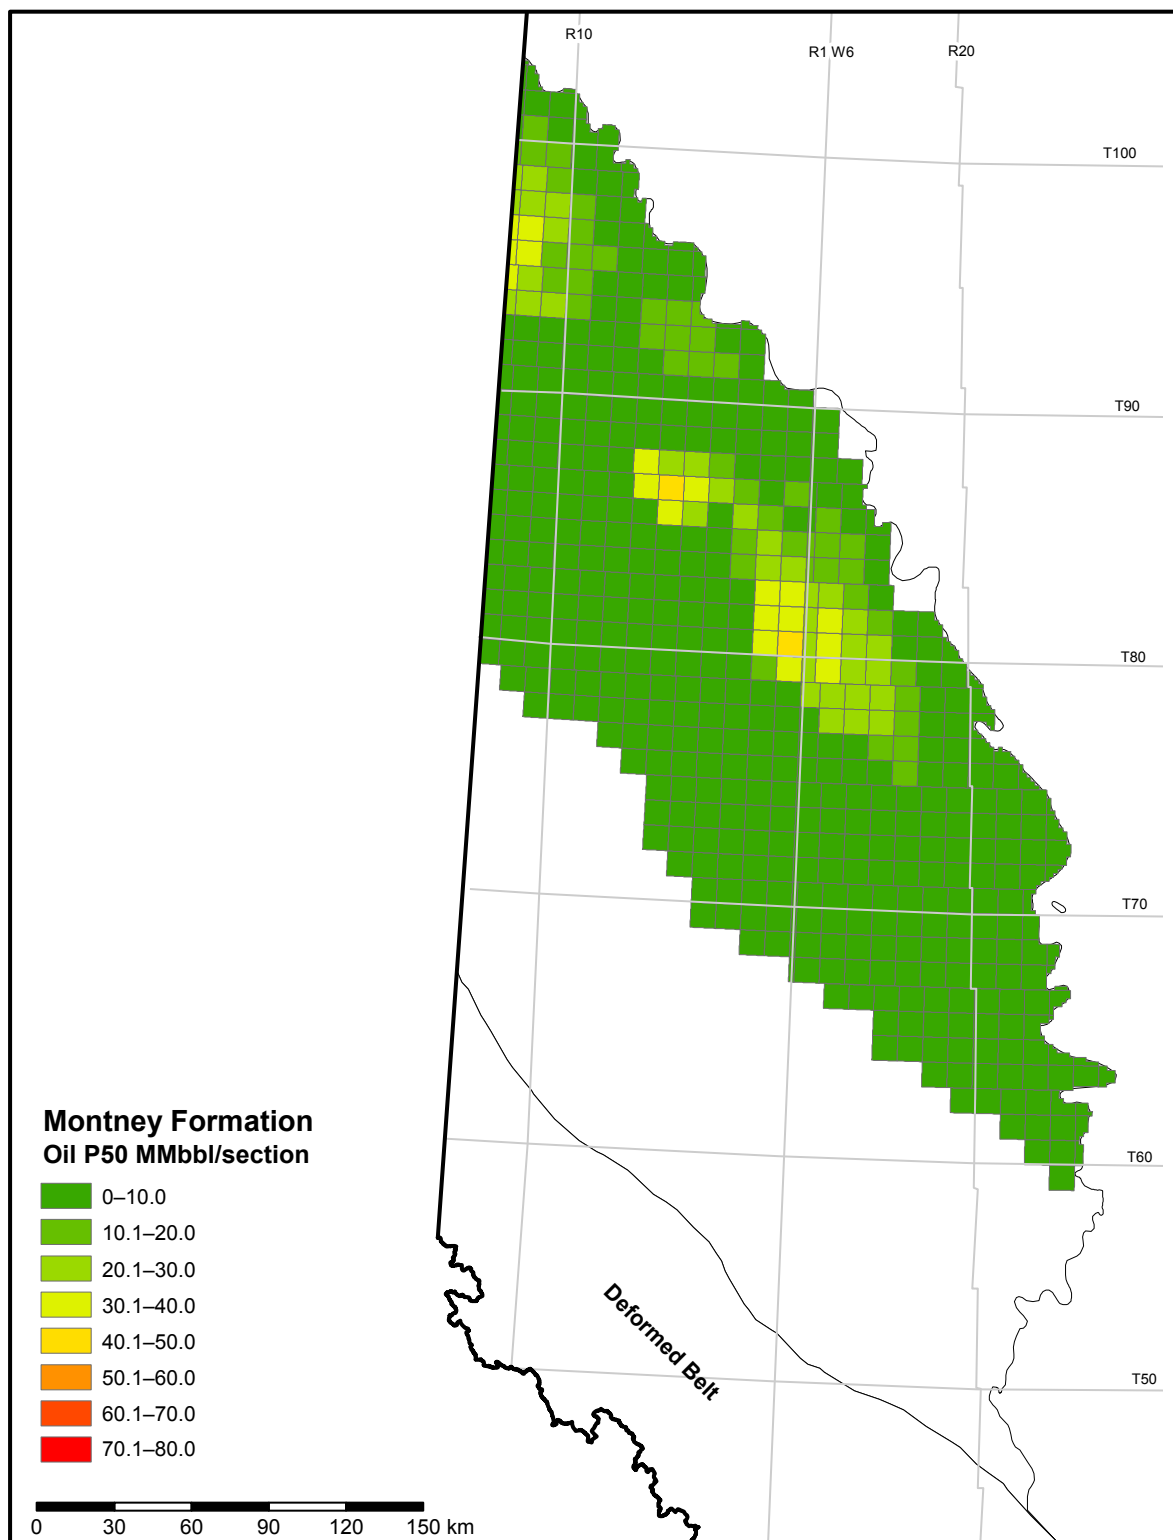 R10
R1 W6
R20
T100
T90
T80
T70
T60
T50
Deformed Belt
Montney Formation
Oil P50 MMbbl/section
0–10.0
10.1–20.0
20.1–30.0
30.1–40.0
40.1–50.0
50.1–60.0
60.1–70.0
70.1–80.0
0 30 60 90 120 150 km